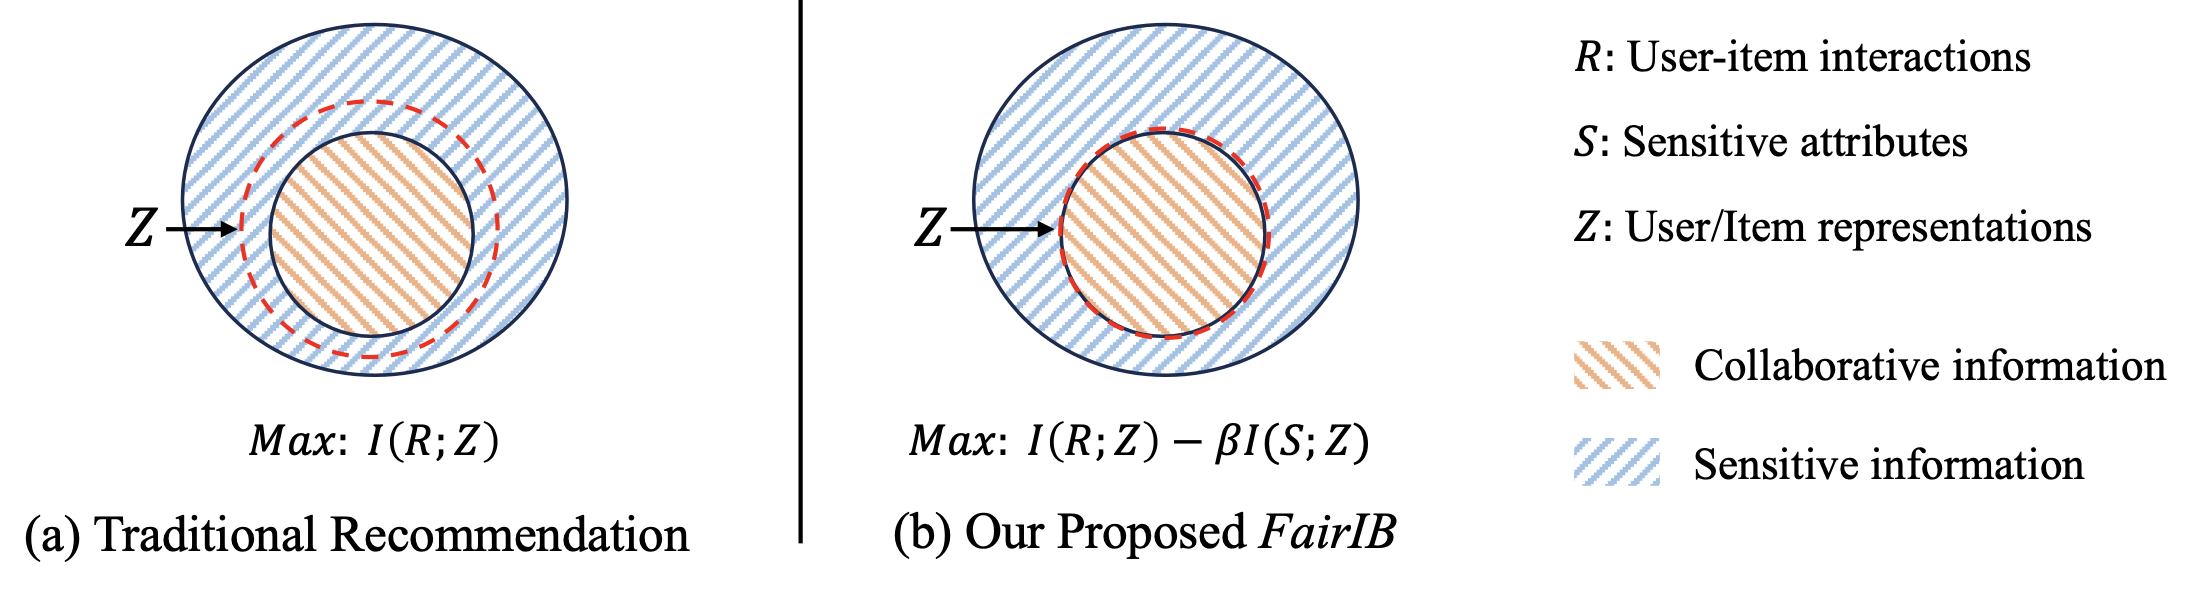 Z
Max: I(R; Z)
(a) Traditional Recommendation
Z
Max: I(R; Z) − βI(S; Z)
(b) Our Proposed FairIB
R: User-item interactions
S: Sensitive attributes
Z: User/Item representations
Collaborative information
Sensitive information